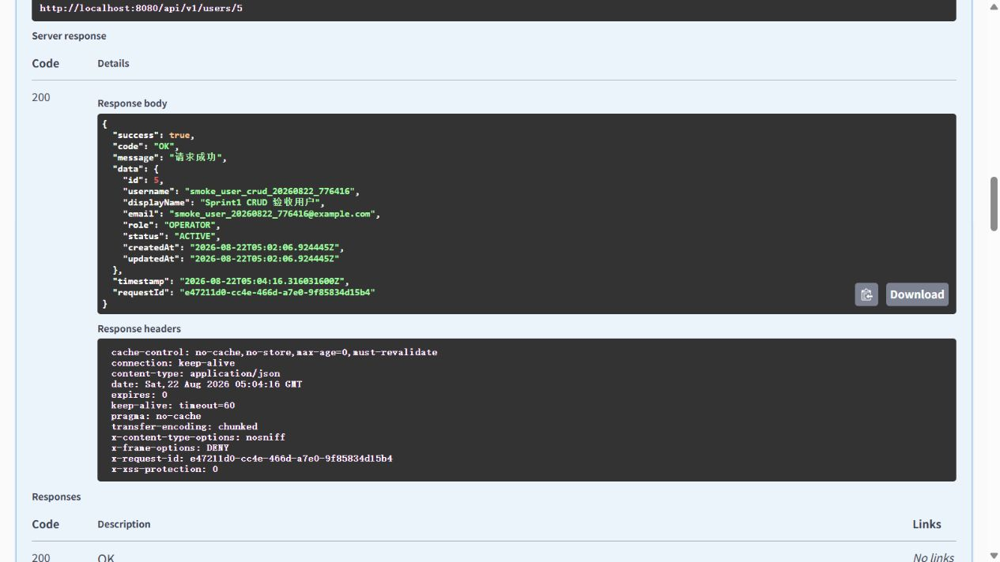 http://localhost:8080/api/v1/users/5
Server response
Code Details
200
Response body
{
"success": true,
"code": "OK",
"message": "请求成功",
"data": {
"id": 5,
"username": "smoke_user_crud_20260822_776416",
"displayName": "Sprint1 CRUD 验收用户",
"email": "smoke_user_20260822_776416@example.com",
"role": "OPERATOR",
"status": "ACTIVE",
"createdAt": "2026-08-22T05:02:06.924445Z",
"updatedAt": "2026-08-22T05:02:06.924445Z"
},
"timestamp": "2026-08-22T05:04:16.316031600Z",
"requestId": "e47211d0-cc4e-466d-a7e0-9f85834d15b4"
}
Download
Response headers
cache-control: no-cache,no-store,max-age=0,must-revalidate
connection: keep-alive
content-type: application/json
date: Sat,22 Aug 2026 05:04:16 GMT
expires: 0
keep-alive: timeout=60
pragma: no-cache
transfer-encoding: chunked
x-content-type-options: nosniff
x-frame-options: DENY
x-request-id: e47211d0-cc4e-466d-a7e0-9f85834d15b4
x-xss-protection: 0
Responses
Code Description Links
200 OK No links